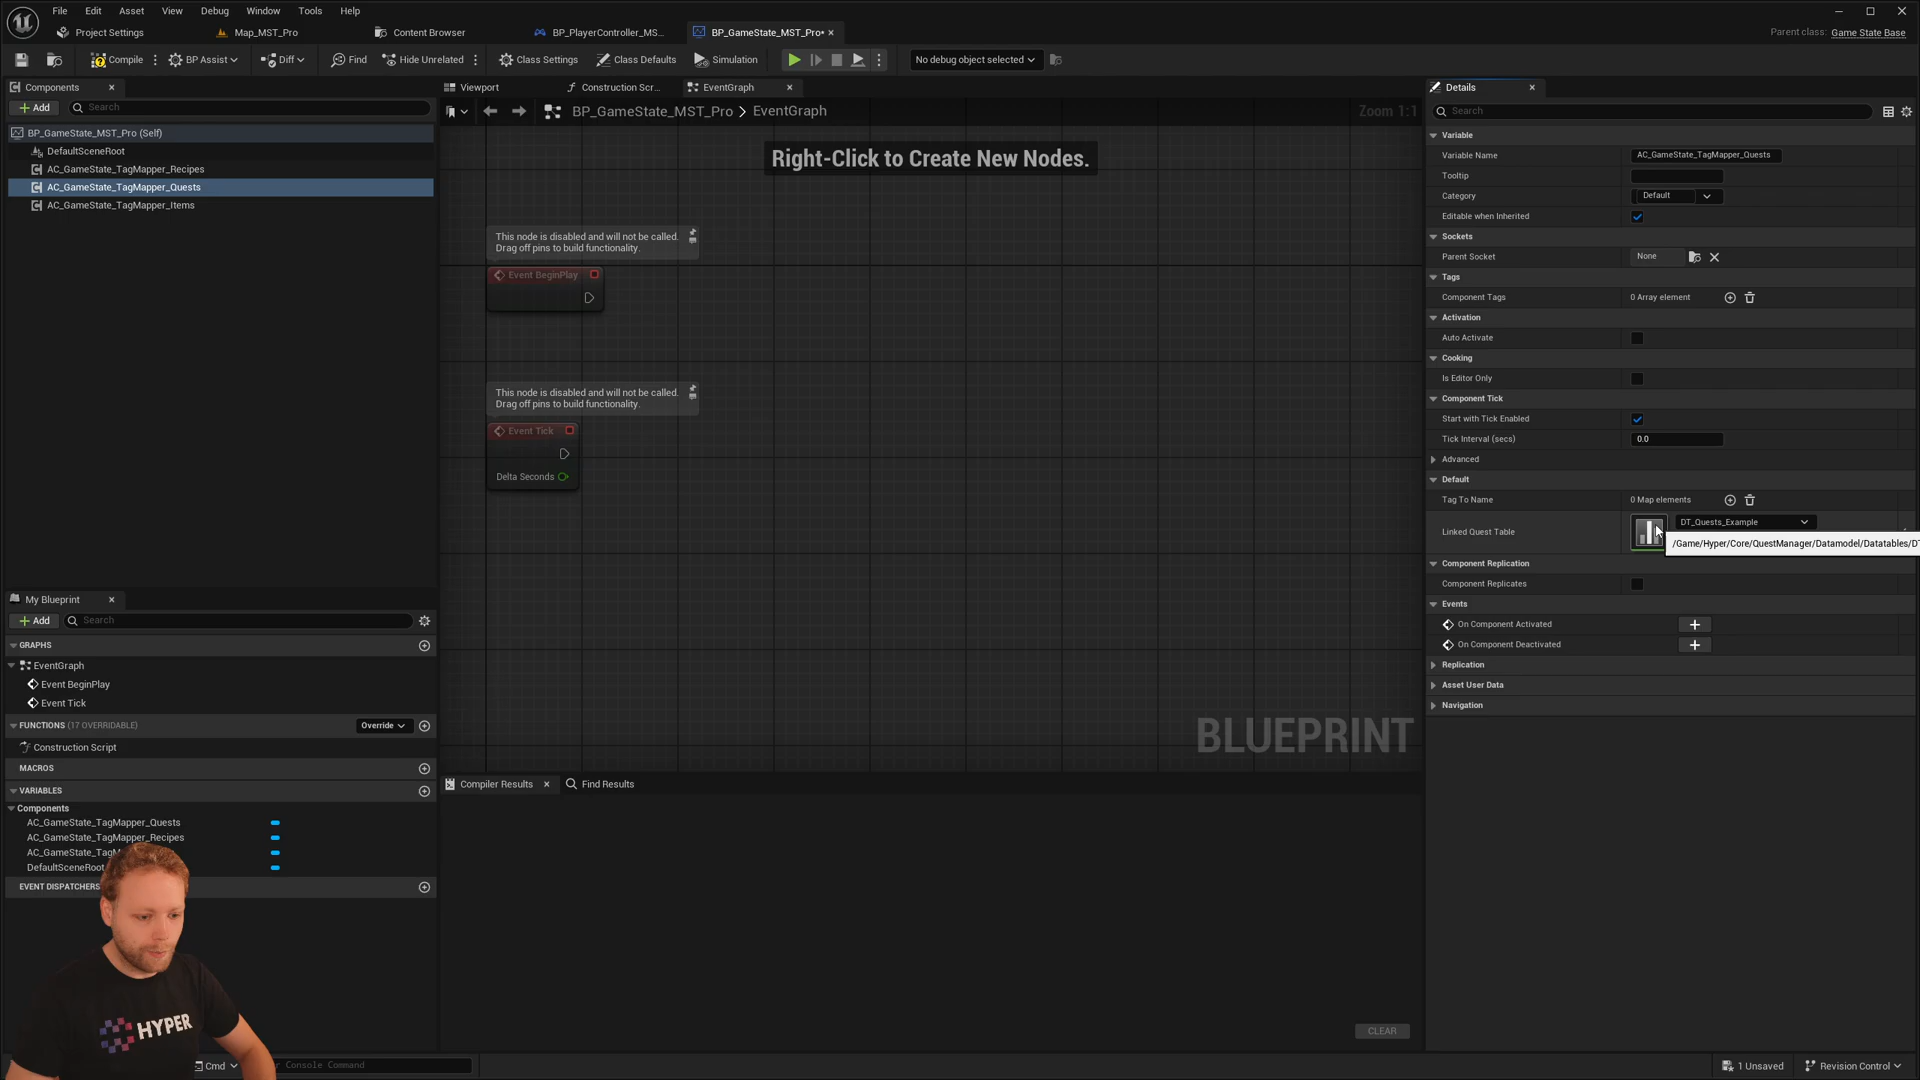 File Edit Asset View Debug Window Tools Help
Project Settings Map_MST_Pro Content Browser BP_PlayerController_MS... BP_GameState_MST_Pro•
Parent class: Game State Base
Compile BP Assist Diff Find Hide Unrelated Class Settings Class Defaults Simulation No debug object selected
Components
Add Search
BP_GameState_MST_Pro (Self)
DefaultSceneRoot
AC_GameState_TagMapper_Recipes
AC_GameState_TagMapper_Quests
AC_GameState_TagMapper_Items
My Blueprint
Add Search
GRAPHS
EventGraph
Event BeginPlay
Event Tick
FUNCTIONS (17 OVERRIDABLE) Override
Construction Script
MACROS
VARIABLES
Components
AC_GameState_TagMapper_Quests
AC_GameState_TagMapper_Recipes
AC_GameState_TagM
DefaultSceneRoot
EVENT DISPATCHERS
HYPER
Viewport Construction Scr... EventGraph
BP_GameState_MST_Pro > EventGraph Zoom 1:1
Right-Click to Create New Nodes.
This node is disabled and will not be called.
Drag off pins to build functionality.
Event BeginPlay
This node is disabled and will not be called.
Drag off pins to build functionality.
Event Tick
Delta Seconds
BLUEPRINT
Compiler Results Find Results
CLEAR
Details
Search
Variable
Variable Name AC_GameState_TagMapper_Quests
Tooltip
Category Default
Editable when Inherited
Sockets
Parent Socket None
Tags
Component Tags 0 Array element
Activation
Auto Activate
Cooking
Is Editor Only
Component Tick
Start with Tick Enabled
Tick Interval (secs) 0.0
Advanced
Default
Tag To Name 0 Map elements
Linked Quest Table DT_Quests_Example
/Game/Hyper/Core/QuestManager/Datamodel/Datatables/DT
Component Replication
Component Replicates
Events
On Component Activated
On Component Deactivated
Replication
Asset User Data
Navigation
Cmd Console Command
1 Unsaved Revision Control